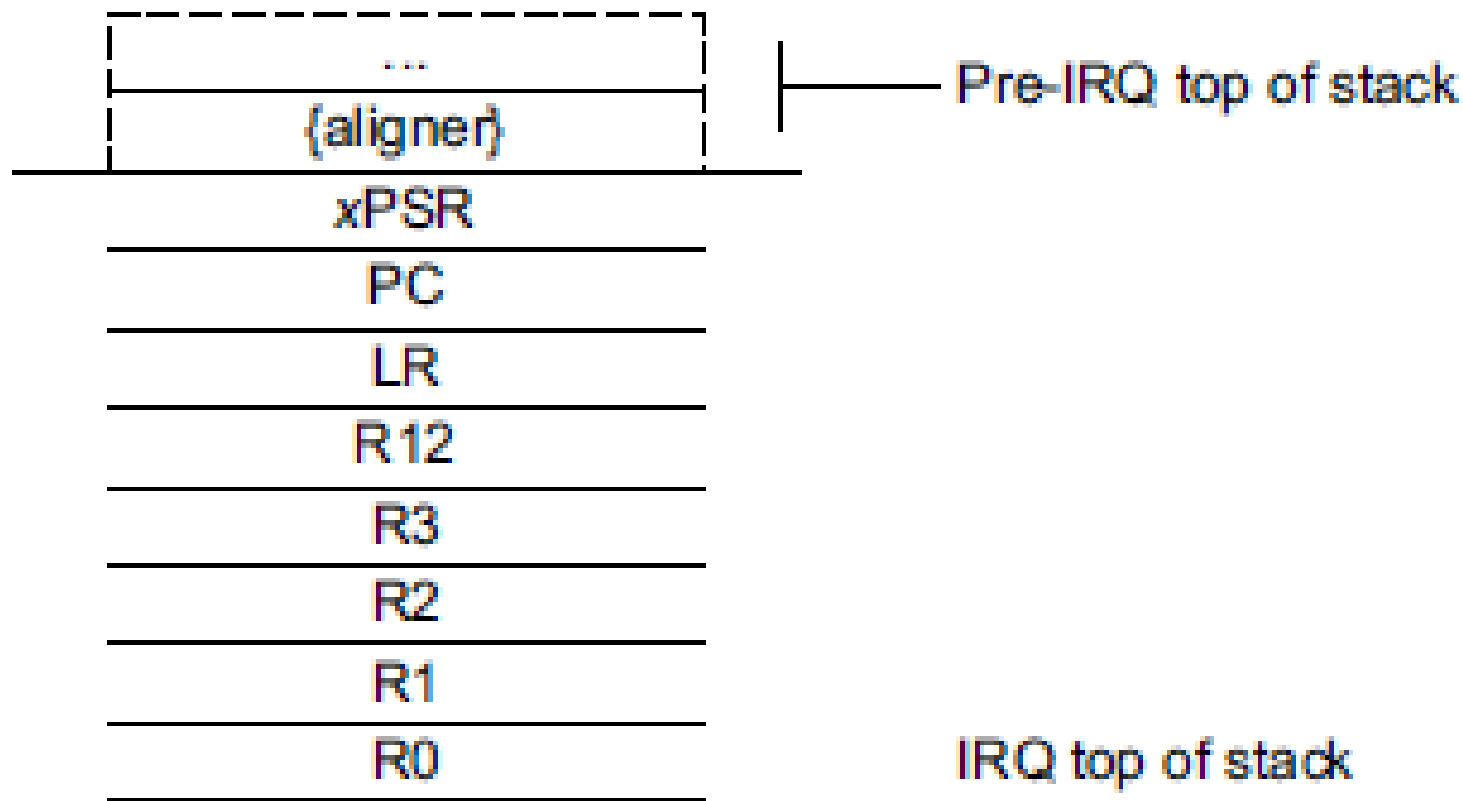 ...
Pre-IRQ top of stack
{aligner}
xPSR
PC
LR
R12
R3
R2
R1
R0
IRQ top of stack